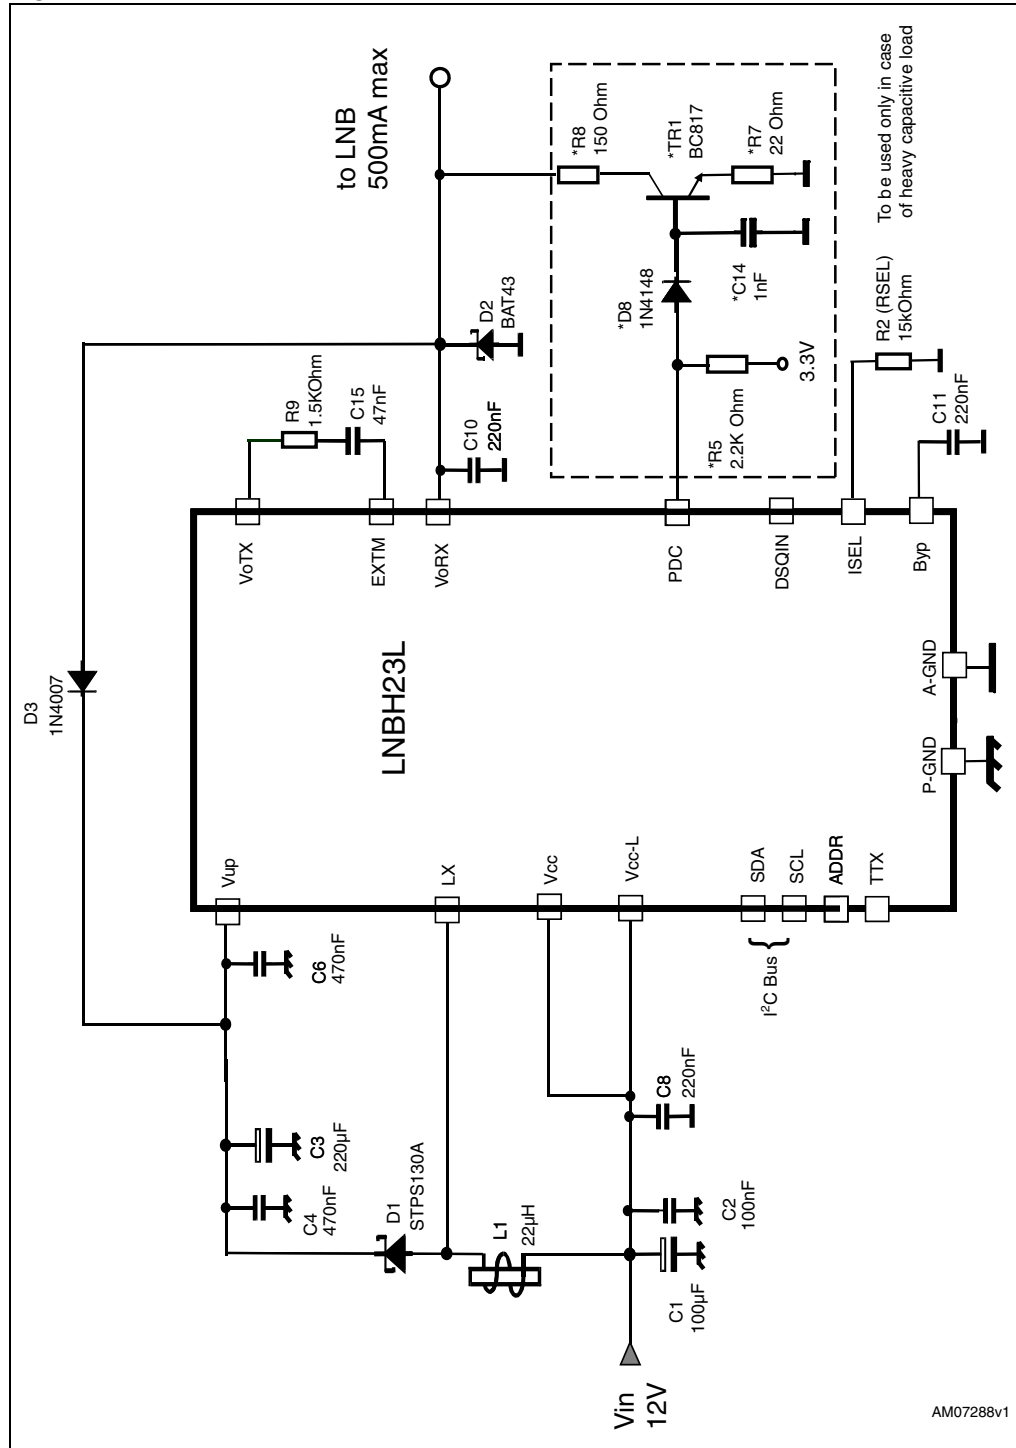 to LNB
500mA max
*R8
150 Ohm
*TR1
BC817
*R7
22 Ohm
To be used only in case
of heavy capacitive load
D2
BAT43
*D8
1N4148
*C14
1nF
R2 (RSEL)
15kOhm
R9
1.5KOhm
C15
47nF
C10
220nF
*R5
2.2K Ohm
3.3V
C11
220nF
VoTX
EXTM
VoRX
PDC
DSQIN
ISEL
Byp
D3
1N4007
LNBH23L
A-GND
P-GND
Vup
LX
Vcc
Vcc-L
SDA
SCL
ADDR
TTX
I²C Bus
C6
470nF
C3
220µF
C4
470nF
D1
STPS130A
L1
22µH
C8
220nF
C2
100nF
C1
100µF
Vin
12V
AM07288v1